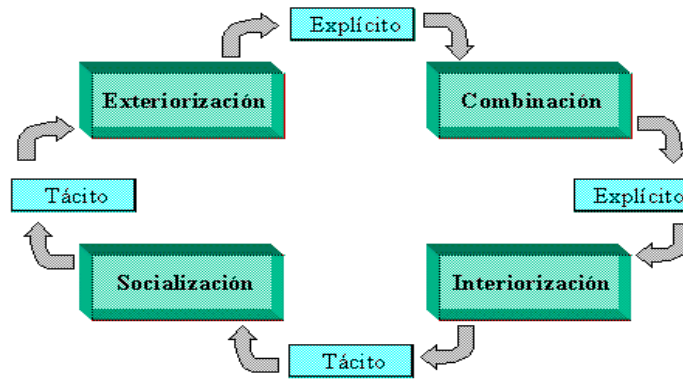 Explícito
Exteriorización
Combinación
Tácito
Explícito
Socialización
Interiorización
Tácito